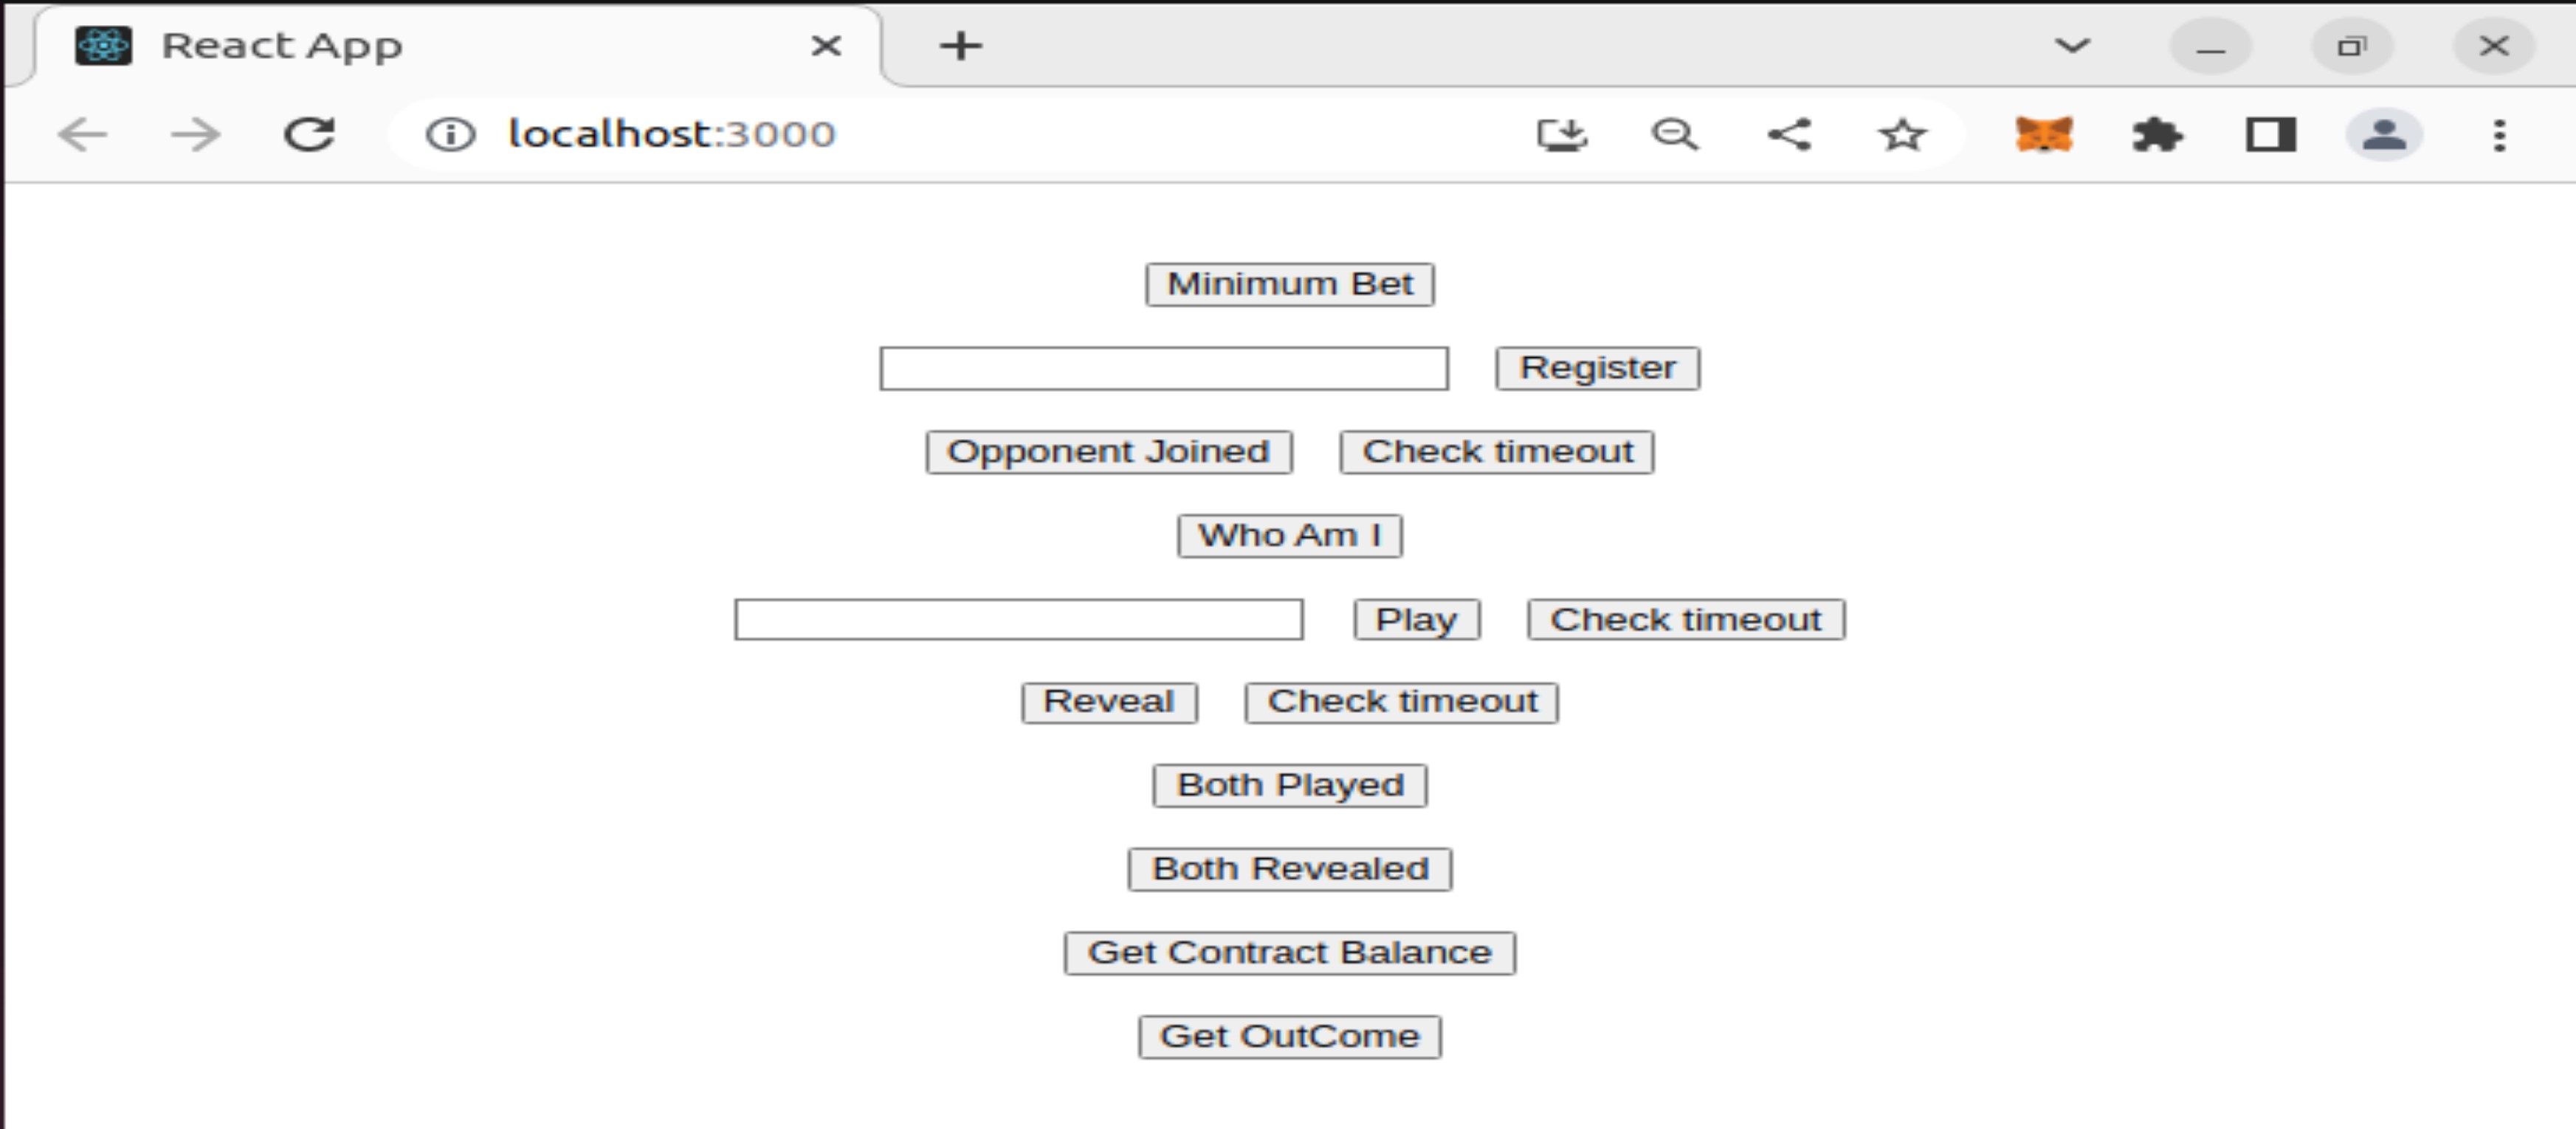 React App
localhost:3000
Minimum Bet
Register
Opponent Joined Check timeout
Who Am I
Play Check timeout
Reveal Check timeout
Both Played
Both Revealed
Get Contract Balance
Get OutCome